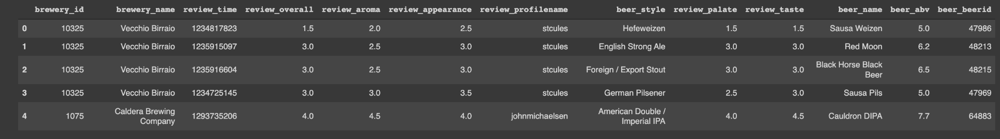 brewery_id brewery_name review_time review_overall review_aroma review_appearance review_profilename beer_style review_palate review_taste beer_name beer_abv beer_beerid
0 10325 Vecchio Birraio 1234817823 1.5 2.0 2.5 stcules Hefeweizen 1.5 1.5 Sausa Weizen 5.0 47986
1 10325 Vecchio Birraio 1235915097 3.0 2.5 3.0 stcules English Strong Ale 3.0 3.0 Red Moon 6.2 48213
2 10325 Vecchio Birraio 1235916604 3.0 2.5 3.0 stcules Foreign / Export Stout 3.0 3.0 Black Horse Black Beer 6.5 48215
3 10325 Vecchio Birraio 1234725145 3.0 3.0 3.5 stcules German Pilsener 2.5 3.0 Sausa Pils 5.0 47969
4 1075 Caldera Brewing Company 1293735206 4.0 4.5 4.0 johnmichaelsen American Double / Imperial IPA 4.0 4.5 Cauldron DIPA 7.7 64883